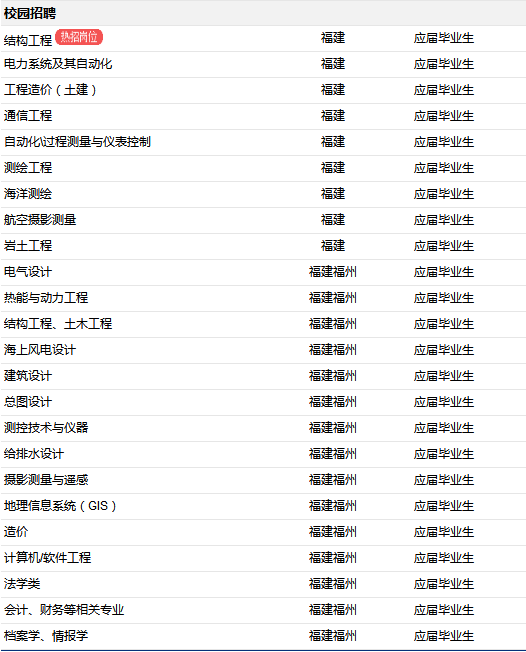 校园招聘
结构工程 热招岗位 福建 应届毕业生
电力系统及其自动化 福建 应届毕业生
工程造价（土建） 福建 应届毕业生
通信工程 福建 应届毕业生
自动化\过程测量与仪表控制 福建 应届毕业生
测绘工程 福建 应届毕业生
海洋测绘 福建 应届毕业生
航空摄影测量 福建 应届毕业生
岩土工程 福建 应届毕业生
电气设计 福建福州 应届毕业生
热能与动力工程 福建福州 应届毕业生
结构工程、土木工程 福建福州 应届毕业生
海上风电设计 福建福州 应届毕业生
建筑设计 福建福州 应届毕业生
总图设计 福建福州 应届毕业生
测控技术与仪器 福建福州 应届毕业生
给排水设计 福建福州 应届毕业生
摄影测量与遥感 福建福州 应届毕业生
地理信息系统（GIS） 福建福州 应届毕业生
造价 福建福州 应届毕业生
计算机/软件工程 福建福州 应届毕业生
法学类 福建福州 应届毕业生
会计、财务等相关专业 福建福州 应届毕业生
档案学、情报学 福建福州 应届毕业生